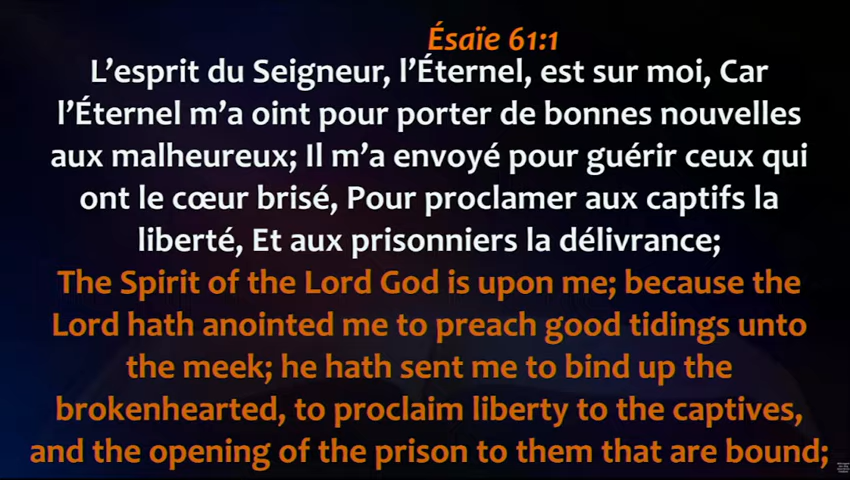 Ésaïe 61:1
L’esprit du Seigneur, l’Éternel, est sur moi, Car
l’Éternel m’a oint pour porter de bonnes nouvelles
aux malheureux; Il m’a envoyé pour guérir ceux qui
ont le cœur brisé, Pour proclamer aux captifs la
liberté, Et aux prisonniers la délivrance;
The Spirit of the Lord God is upon me; because the
Lord hath anointed me to preach good tidings unto
the meek; he hath sent me to bind up the
brokenhearted, to proclaim liberty to the captives,
and the opening of the prison to them that are bound;